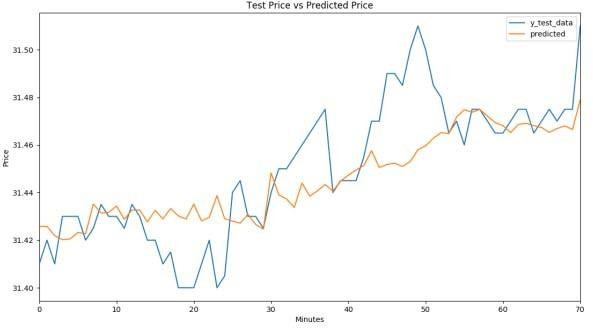 Test Price vs Predicted Price
y_test_data
predicted
Price
31.50
31.48
31.46
31.44
31.42
31.40
0 10 20 30 40 50 60 70
Minutes